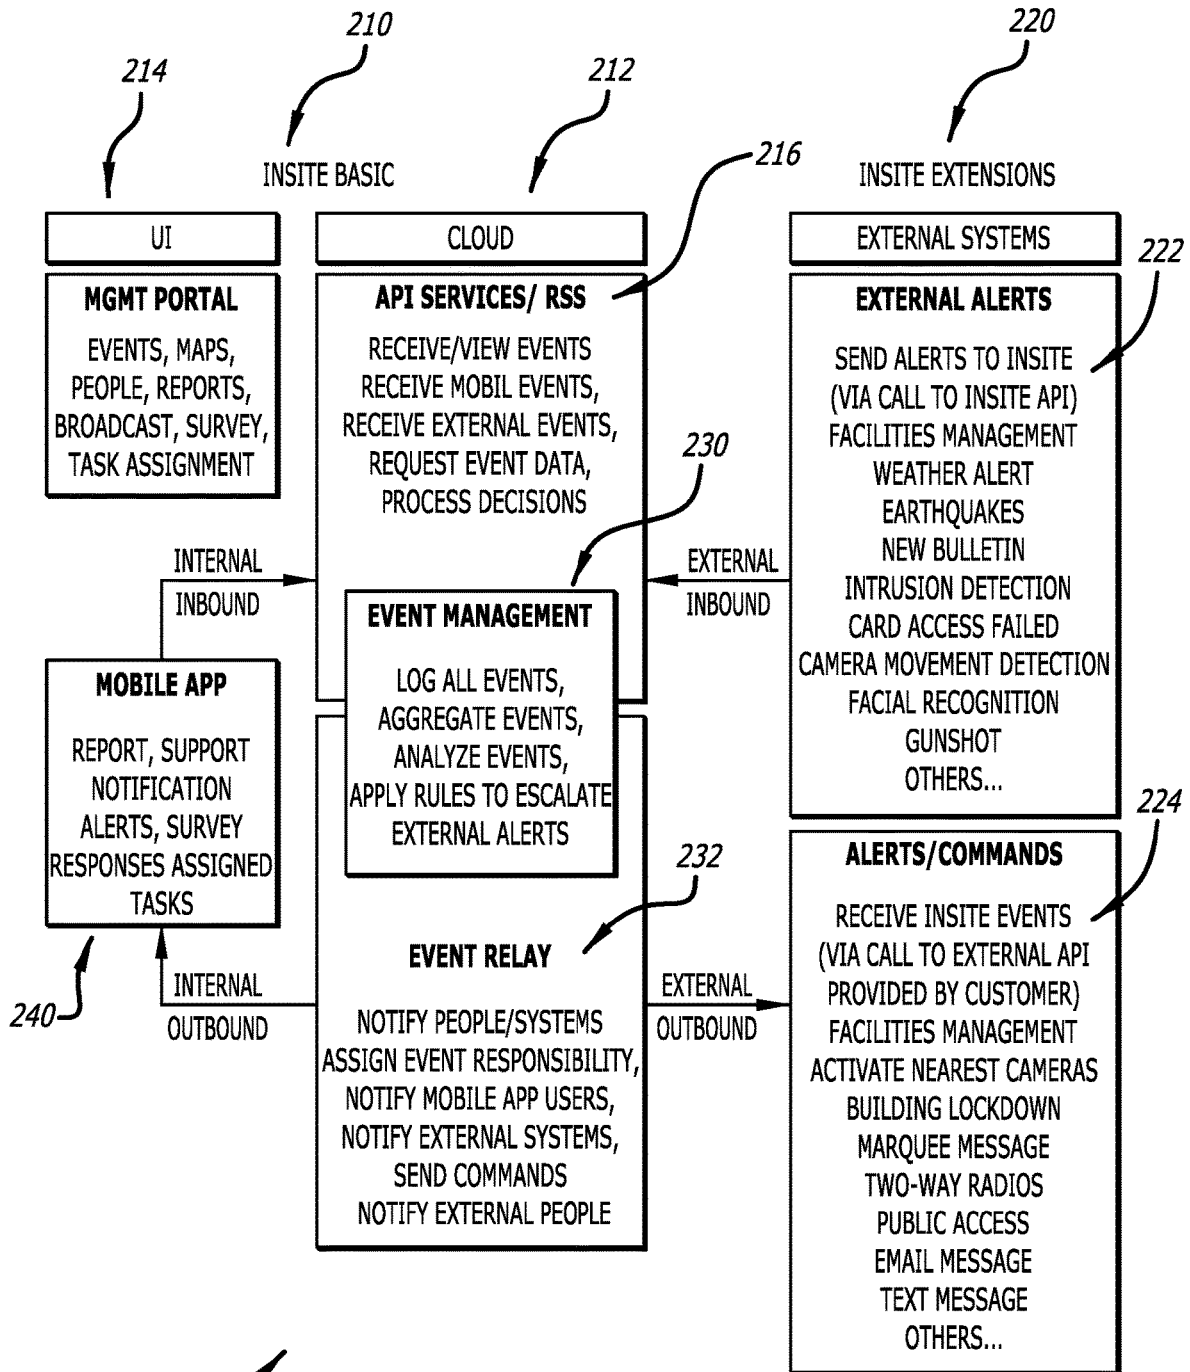 210
220
214
212
INSITE BASIC
216
INSITE EXTENSIONS
UI
CLOUD
EXTERNAL SYSTEMS
222
MGMT PORTAL
EVENTS, MAPS,
PEOPLE, REPORTS,
BROADCAST, SURVEY,
TASK ASSIGNMENT
API SERVICES/ RSS
RECEIVE/VIEW EVENTS
RECEIVE MOBIL EVENTS,
RECEIVE EXTERNAL EVENTS,
REQUEST EVENT DATA,
PROCESS DECISIONS
230
EXTERNAL ALERTS
SEND ALERTS TO INSITE
(VIA CALL TO INSITE API)
FACILITIES MANAGEMENT
WEATHER ALERT
EARTHQUAKES
NEW BULLETIN
INTRUSION DETECTION
CARD ACCESS FAILED
CAMERA MOVEMENT DETECTION
FACIAL RECOGNITION
GUNSHOT
OTHERS...
INTERNAL
INBOUND
EXTERNAL
INBOUND
EVENT MANAGEMENT
LOG ALL EVENTS,
AGGREGATE EVENTS,
ANALYZE EVENTS,
APPLY RULES TO ESCALATE
EXTERNAL ALERTS
MOBILE APP
REPORT, SUPPORT
NOTIFICATION
ALERTS, SURVEY
RESPONSES ASSIGNED
TASKS
240
INTERNAL
OUTBOUND
232
EVENT RELAY
NOTIFY PEOPLE/SYSTEMS
ASSIGN EVENT RESPONSIBILITY,
NOTIFY MOBILE APP USERS,
NOTIFY EXTERNAL SYSTEMS,
SEND COMMANDS
NOTIFY EXTERNAL PEOPLE
EXTERNAL
OUTBOUND
224
ALERTS/COMMANDS
RECEIVE INSITE EVENTS
(VIA CALL TO EXTERNAL API
PROVIDED BY CUSTOMER)
FACILITIES MANAGEMENT
ACTIVATE NEAREST CAMERAS
BUILDING LOCKDOWN
MARQUEE MESSAGE
TWO-WAY RADIOS
PUBLIC ACCESS
EMAIL MESSAGE
TEXT MESSAGE
OTHERS...